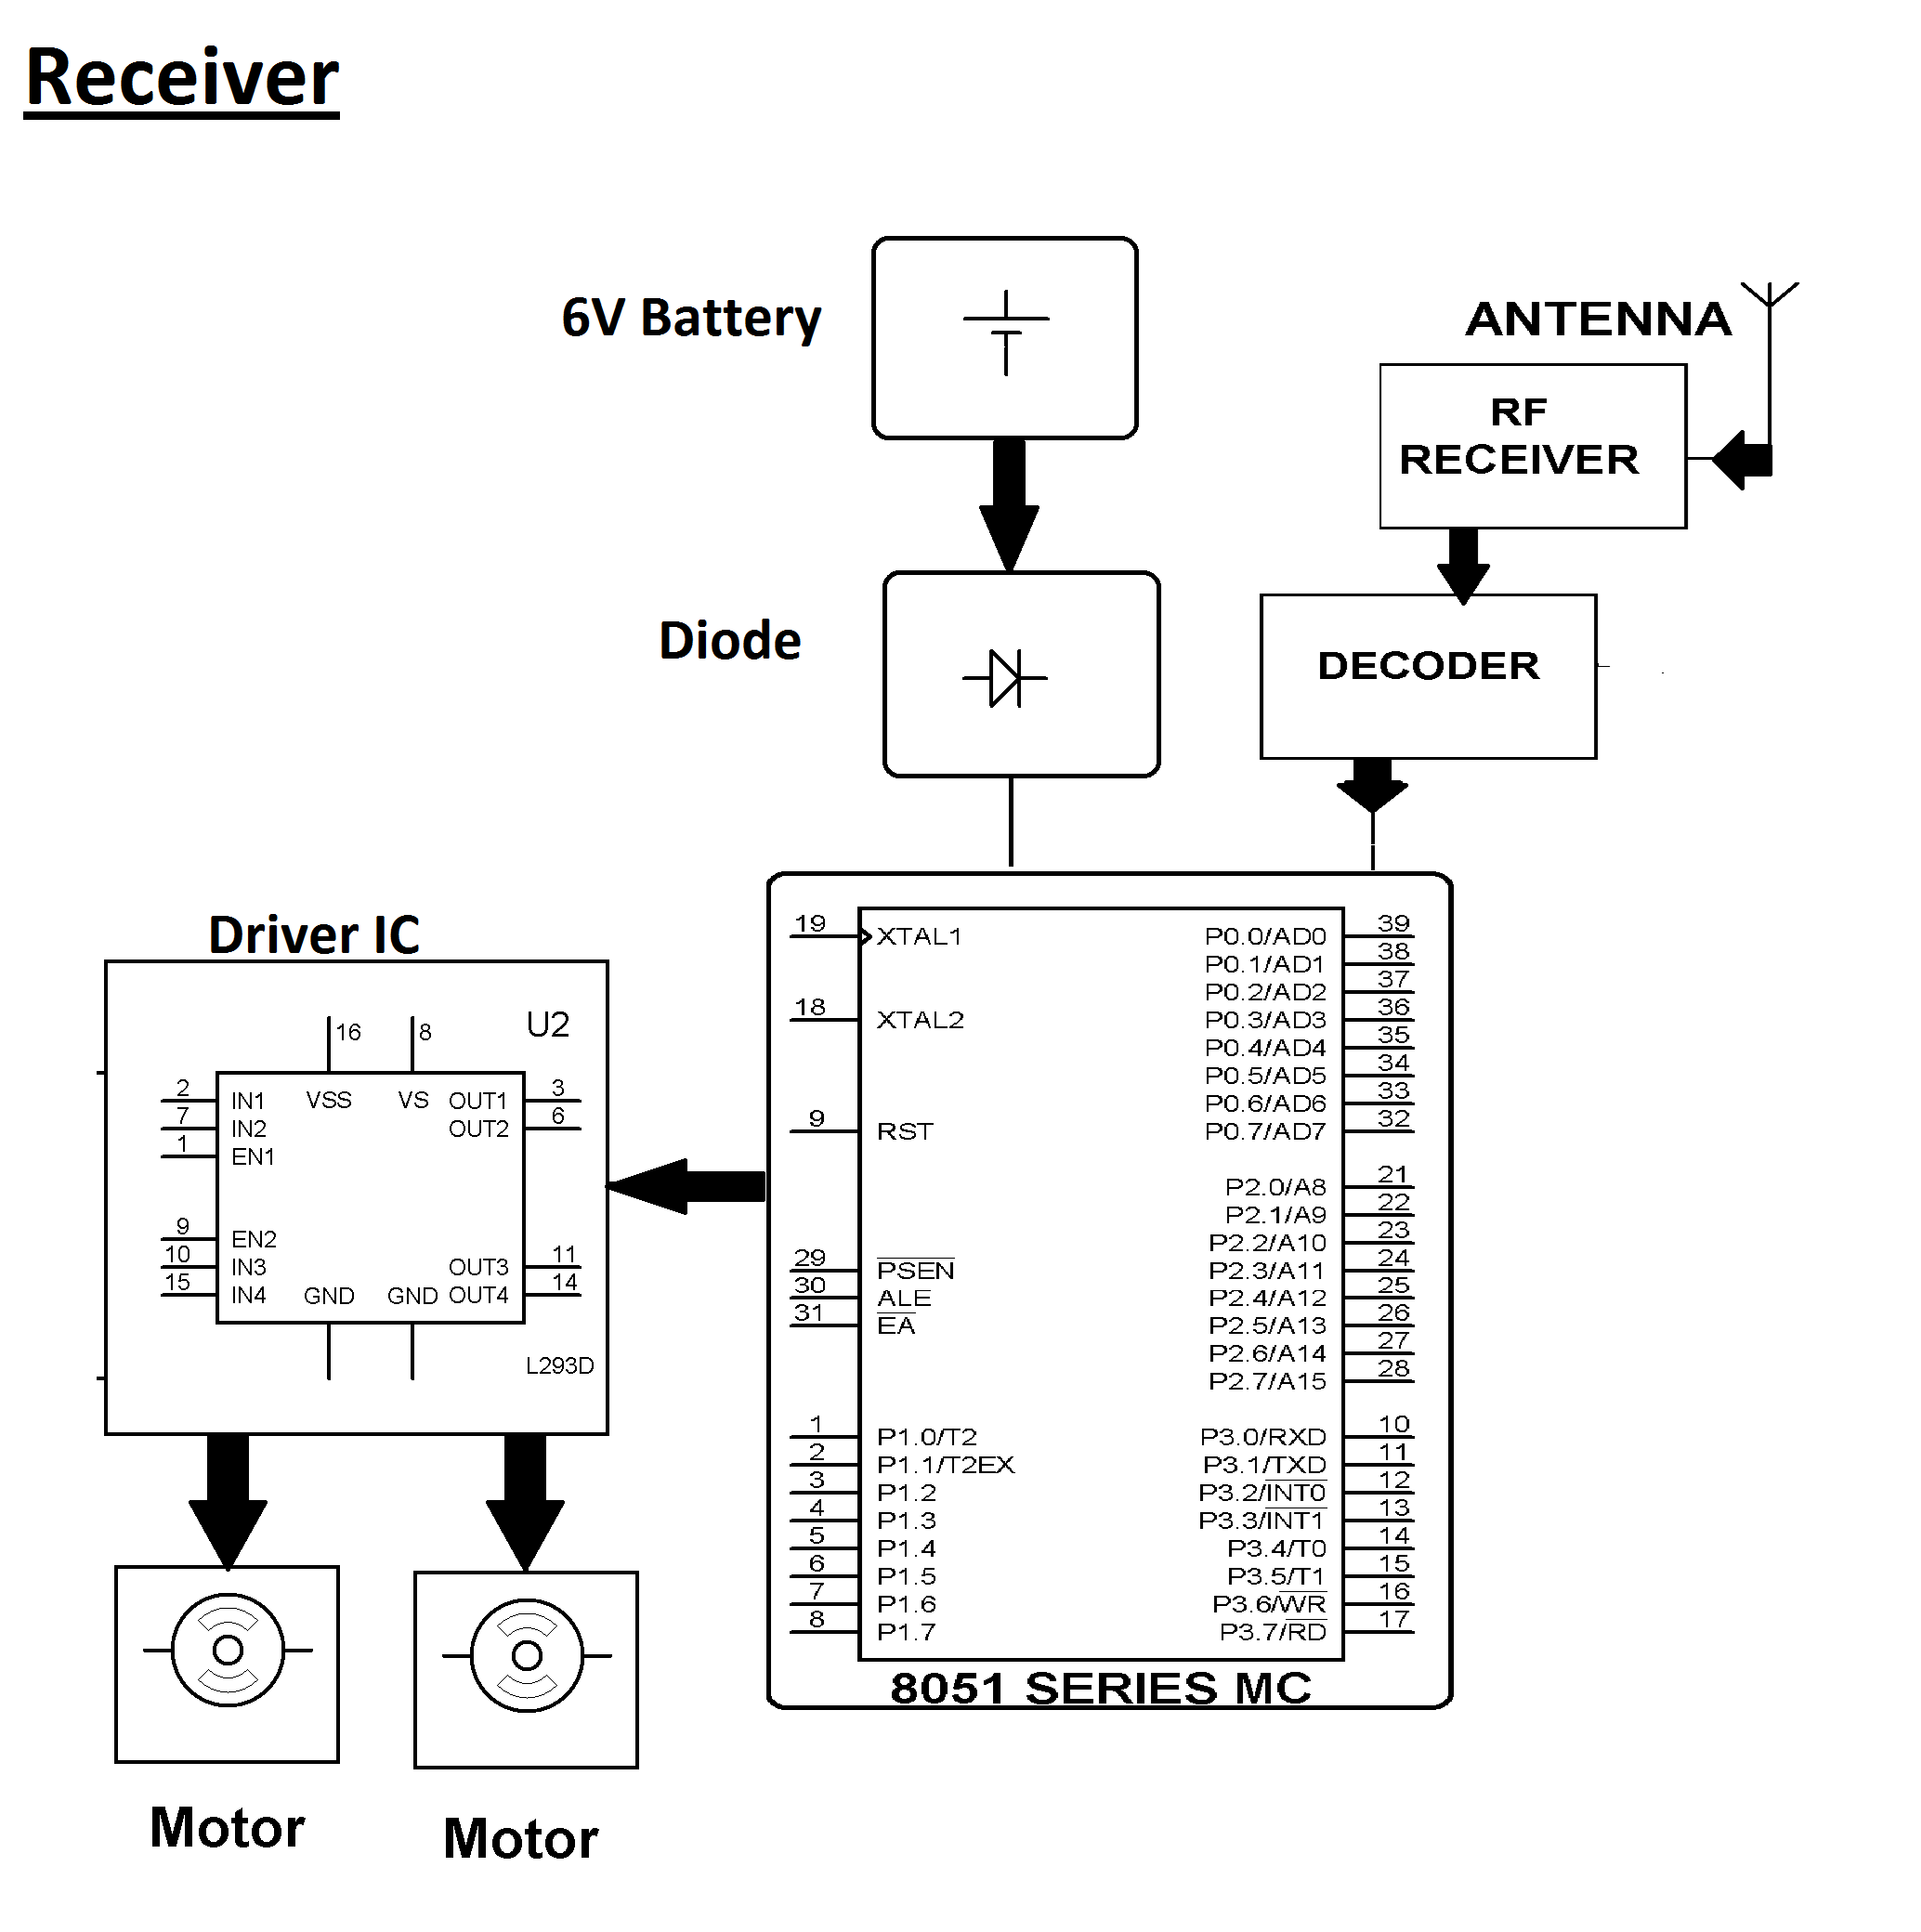 Receiver
6V Battery
ANTENNA
RF
RECEIVER
Diode
DECODER
Driver IC
U2
16
8
2
IN1
VSS
VS
OUT1
3
7
IN2
OUT2
6
1
EN1
9
EN2
10
IN3
OUT3
11
15
IN4
GND
GND
OUT4
14
L293D
19
XTAL1
18
XTAL2
9
RST
29
PSEN
30
ALE
31
EA
1
P1.0/T2
2
P1.1/T2EX
3
P1.2
4
P1.3
5
P1.4
6
P1.5
7
P1.6
8
P1.7
P0.0/AD0
39
P0.1/AD1
38
P0.2/AD2
37
P0.3/AD3
36
P0.4/AD4
35
P0.5/AD5
34
P0.6/AD6
33
P0.7/AD7
32
P2.0/A8
21
P2.1/A9
22
P2.2/A10
23
P2.3/A11
24
P2.4/A12
25
P2.5/A13
26
P2.6/A14
27
P2.7/A15
28
P3.0/RXD
10
P3.1/TXD
11
P3.2/INT0
12
P3.3/INT1
13
P3.4/T0
14
P3.5/T1
15
P3.6/WR
16
P3.7/RD
17
8051 SERIES MC
Motor
Motor